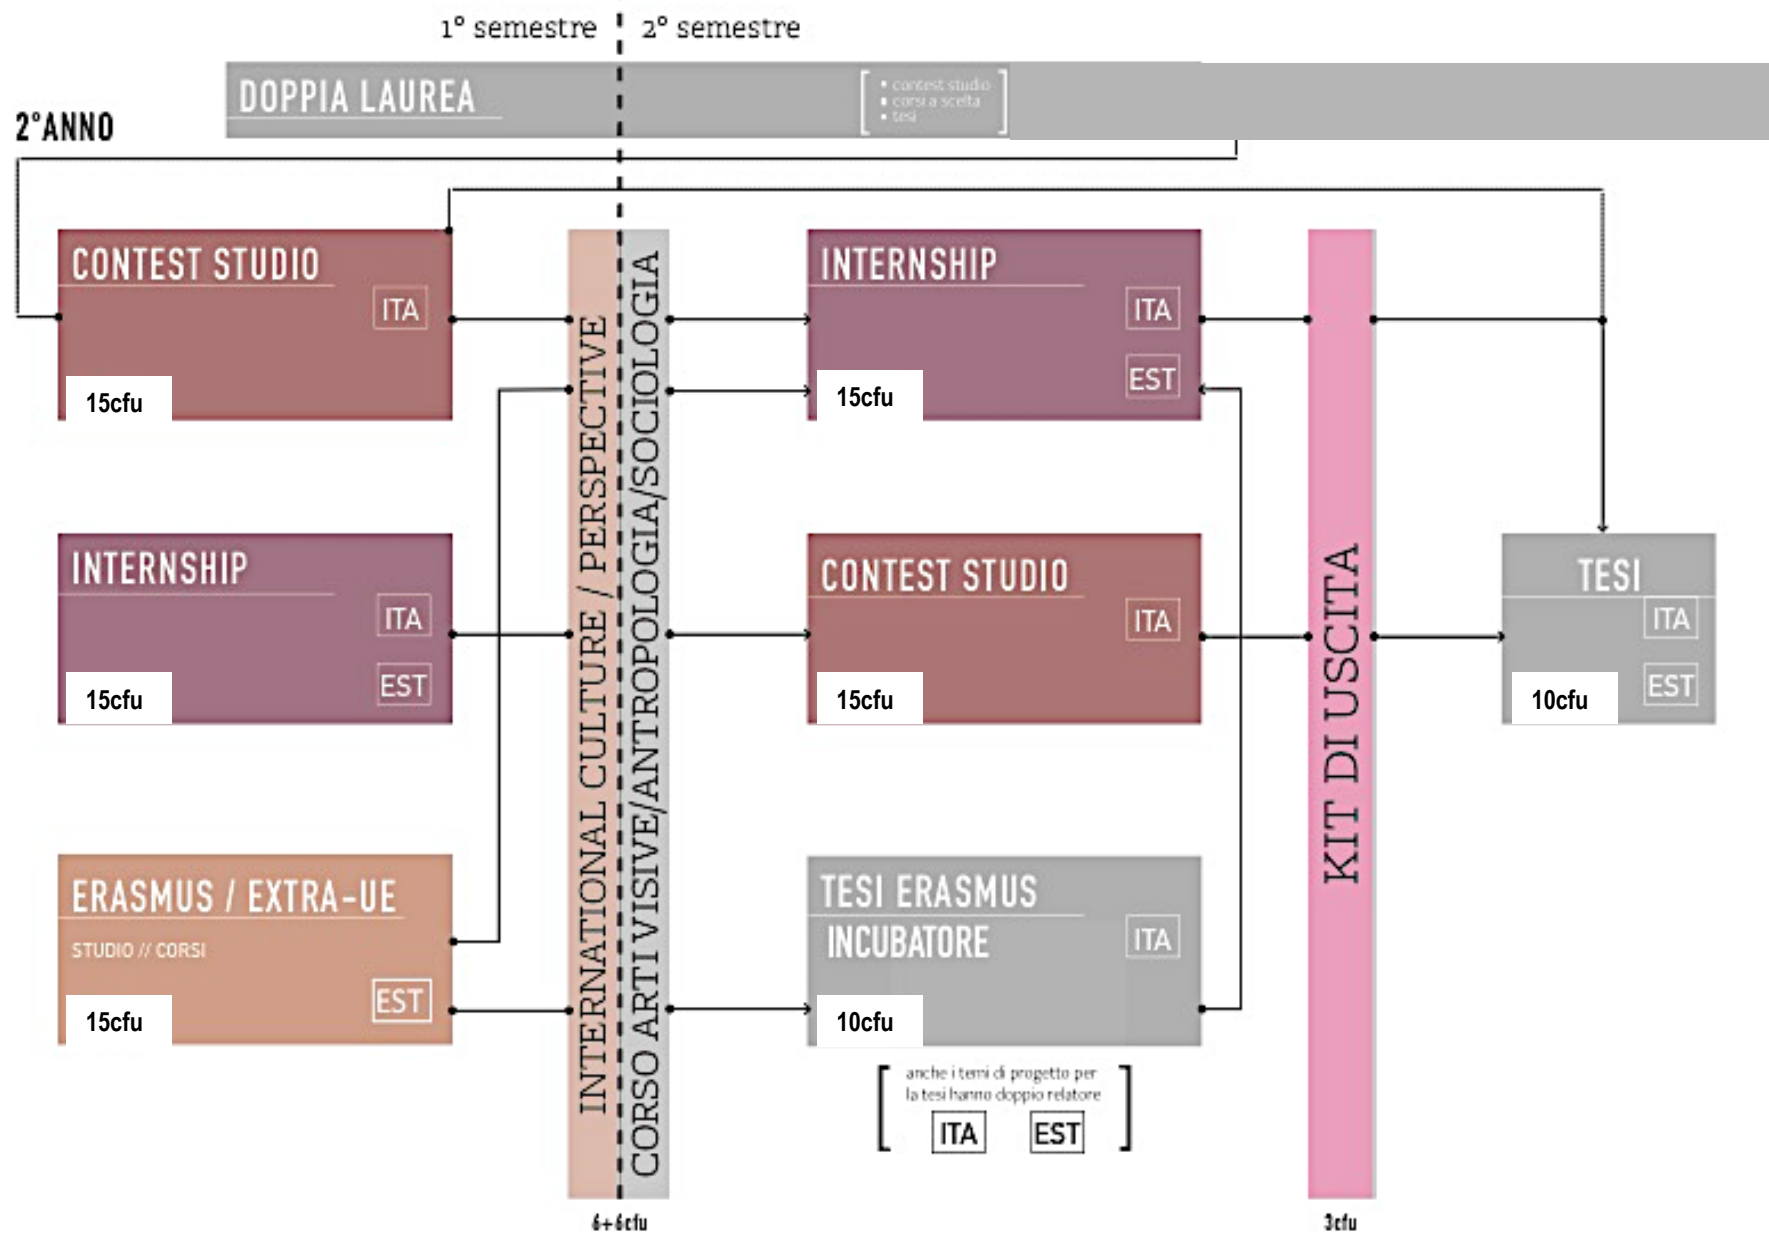 1° semestre
2° semestre
DOPPIA LAUREA
• contest studio
• corsi a scelta
• tesi
2°ANNO
CONTEST STUDIO
ITA
15cfu
INTERNSHIP
ITA
EST
15cfu
ERASMUS / EXTRA-UE
STUDIO // CORSI
EST
15cfu
INTERNATIONAL CULTURE / PERSPECTIVE
CORSO ARTI VISIVE/ANTROPOLOGIA/SOCIOLOGIA
6+6cfu
INTERNSHIP
ITA
EST
15cfu
CONTEST STUDIO
ITA
15cfu
TESI ERASMUS
INCUBATORE
ITA
10cfu
anche i temi di progetto per
la tesi hanno doppio relatore
ITA EST
KIT DI USCITA
3cfu
TESI
ITA
EST
10cfu